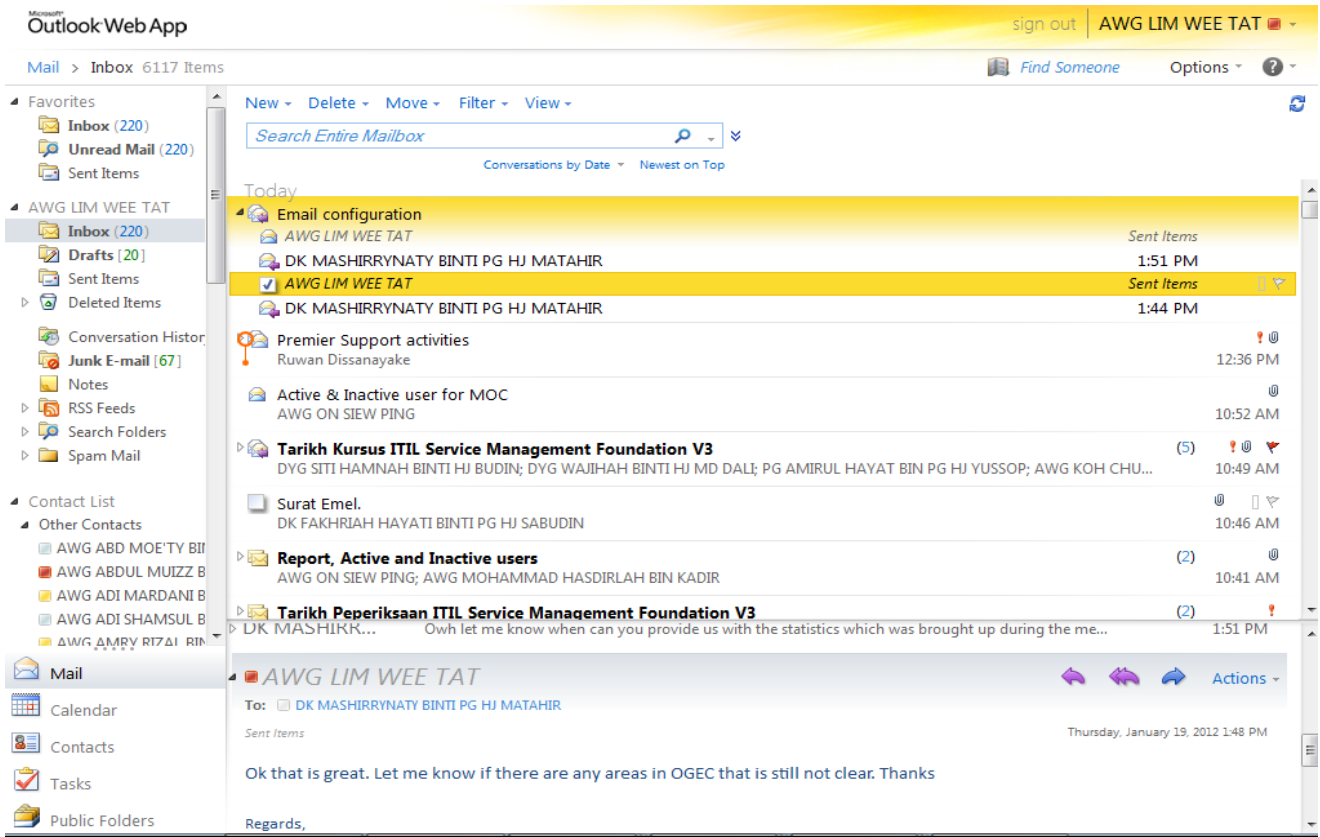 Microsoft®
Outlook Web App
sign out AWG LIM WEE TAT
Mail > Inbox 6117 Items
Find Someone Options ?
Favorites
Inbox (220)
Unread Mail (220)
Sent Items
AWG LIM WEE TAT
Inbox (220)
Drafts [20]
Sent Items
Deleted Items
Conversation Histor
Junk E-mail [67]
Notes
RSS Feeds
Search Folders
Spam Mail
Contact List
Other Contacts
AWG ABD MOE'TY BIN
AWG ABDUL MUIZZ B
AWG ADI MARDANI B
AWG ADI SHAMSUL B
AWG AMRY RIZAL BIN
Mail
Calendar
Contacts
Tasks
Public Folders
New Delete Move Filter View
Search Entire Mailbox
Conversations by Date Newest on Top
Today
Email configuration
AWG LIM WEE TAT Sent Items
DK MASHIRRYNATY BINTI PG HJ MATAHIR 1:51 PM
AWG LIM WEE TAT Sent Items
DK MASHIRRYNATY BINTI PG HJ MATAHIR 1:44 PM
Premier Support activities
Ruwan Dissanayake 12:36 PM
Active & Inactive user for MOC
AWG ON SIEW PING 10:52 AM
Tarikh Kursus ITIL Service Management Foundation V3 (5)
DYG SITI HAMNAH BINTI HJ BUDIN; DYG WAJIHAH BINTI HJ MD DALI; PG AMIRUL HAYAT BIN PG HJ YUSSOP; AWG KOH CHU... 10:49 AM
Surat Emel.
DK FAKHRIAH HAYATI BINTI PG HJ SABUDIN 10:46 AM
Report, Active and Inactive users (2)
AWG ON SIEW PING; AWG MOHAMMAD HASDIRLAH BIN KADIR 10:41 AM
Tarikh Peperiksaan ITIL Service Management Foundation V3 (2)
DK MASHIRR... Owh let me know when can you provide us with the statistics which was brought up during the me... 1:51 PM
AWG LIM WEE TAT Actions
To: DK MASHIRRYNATY BINTI PG HJ MATAHIR
Sent Items Thursday, January 19, 2012 1:48 PM
Ok that is great. Let me know if there are any areas in OGEC that is still not clear. Thanks
Regards,